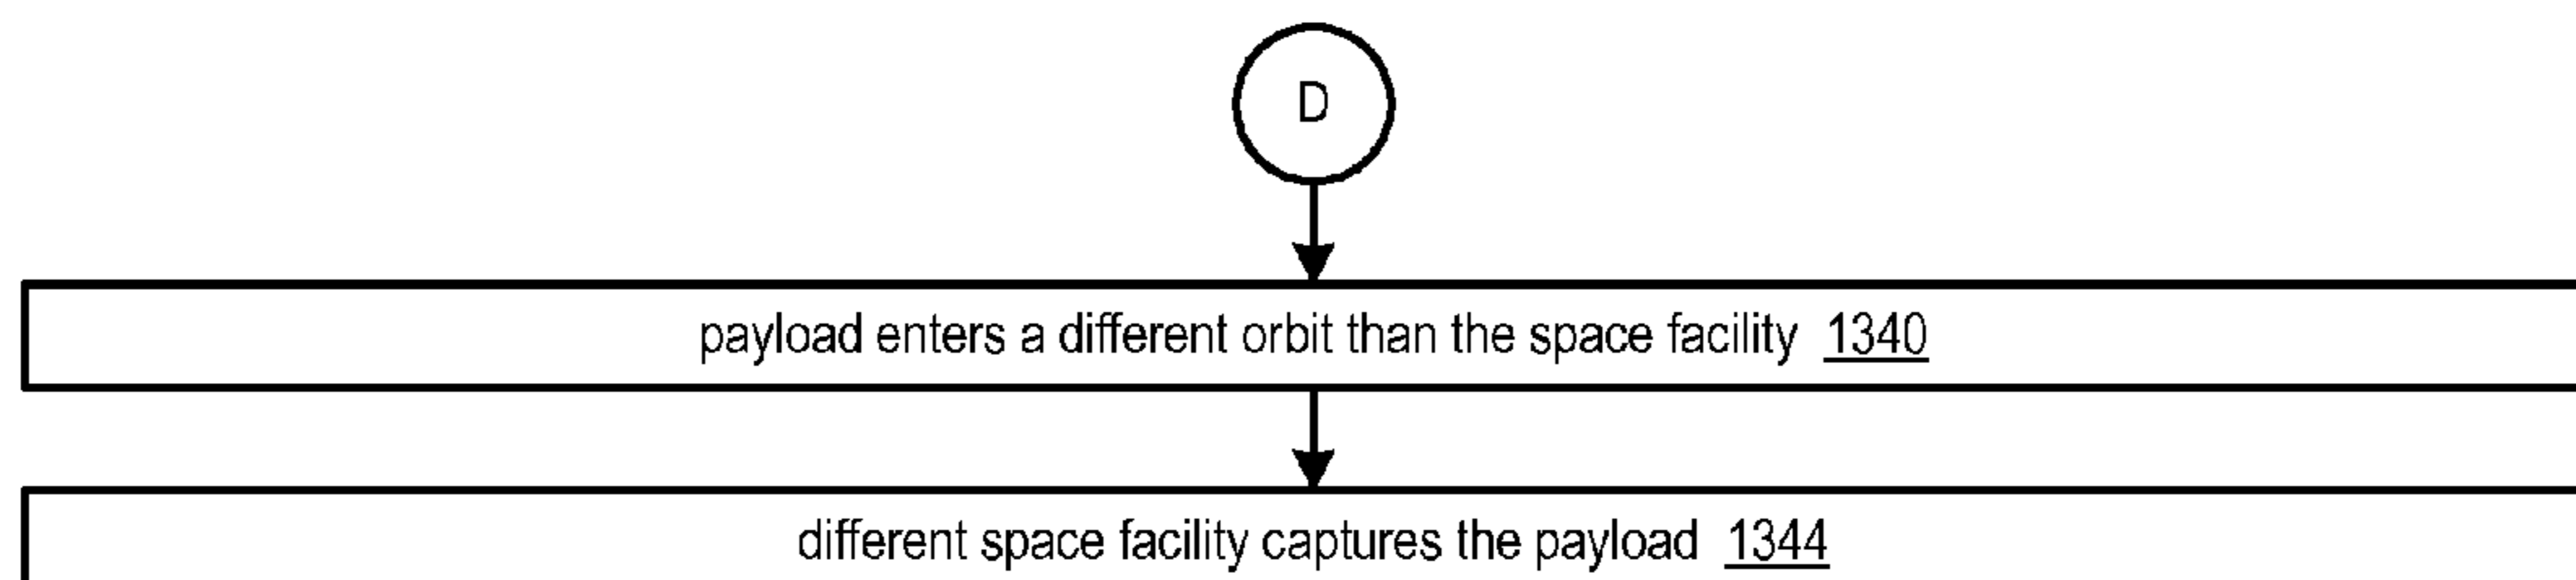 D
payload enters a different orbit than the space facility 1340
different space facility captures the payload 1344